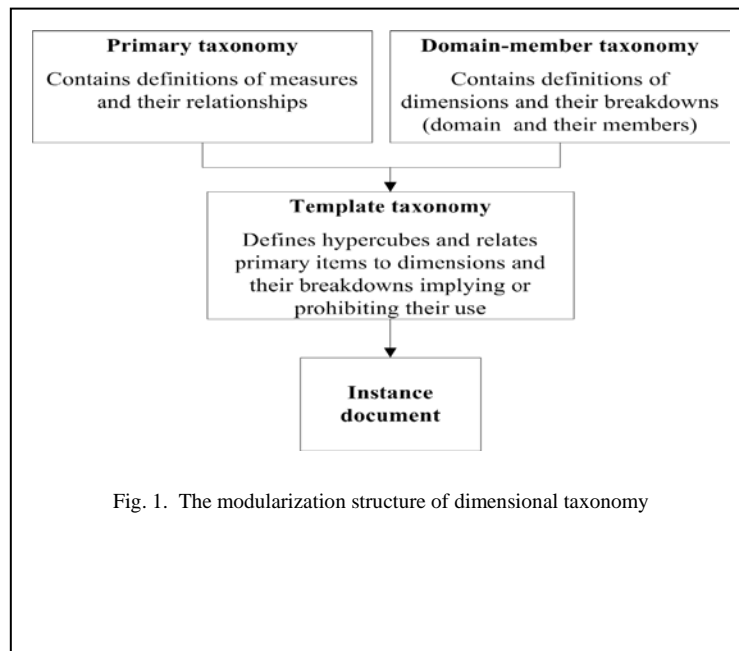 Primary taxonomy
Contains definitions of measures
and their relationships
Domain-member taxonomy
Contains definitions of
dimensions and their breakdowns
(domain and their members)
Template taxonomy
Defines hypercubes and relates
primary items to dimensions and
their breakdowns implying or
prohibiting their use
Instance
document
Fig. 1. The modularization structure of dimensional taxonomy